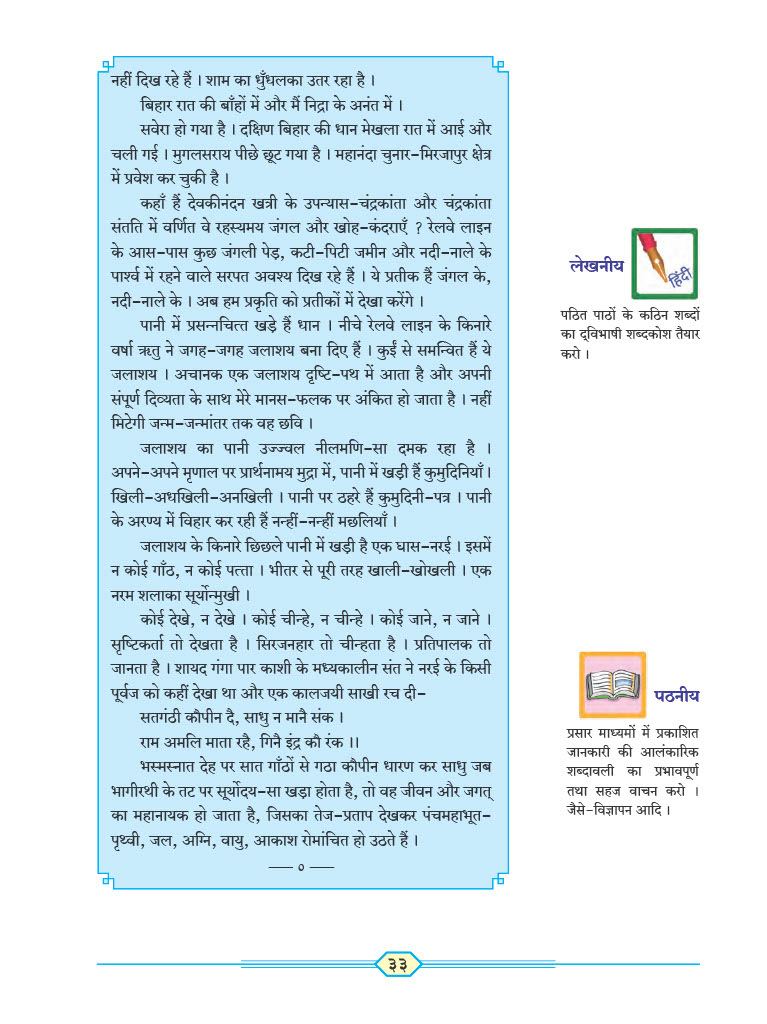 नहीं दिख रहे हैं । शाम का धुँधलका उतर रहा है ।
बिहार रात की बाँहों में और मैं निद्रा के अनंत में ।
सवेरा हो गया है । दक्षिण बिहार की धान मेखला रात में आई और
चली गई । मुगलसराय पीछे छूट गया है । महानंदा चुनार-मिरजापुर क्षेत्र
में प्रवेश कर चुकी है ।
कहाँ हैं देवकीनंदन खत्री के उपन्यास-चंद्रकांता और चंद्रकांता
संतति में वर्णित वे रहस्यमय जंगल और खोह-कंदराएँ ? रेलवे लाइन
के आस-पास कुछ जंगली पेड़, कटी-पिटी जमीन और नदी-नाले के
पार्श्व में रहने वाले सरपत अवश्य दिख रहे हैं । ये प्रतीक हैं जंगल के,
नदी-नाले के । अब हम प्रकृति को प्रतीकों में देखा करेंगे ।
पानी में प्रसन्नचित्त खड़े हैं धान । नीचे रेलवे लाइन के किनारे
वर्षा ऋतु ने जगह-जगह जलाशय बना दिए हैं । कुईं से समन्वित हैं ये
जलाशय । अचानक एक जलाशय दृष्टि-पथ में आता है और अपनी
संपूर्ण दिव्यता के साथ मेरे मानस-फलक पर अंकित हो जाता है । नहीं
मिटेगी जन्म-जन्मांतर तक वह छवि ।
जलाशय का पानी उज्ज्वल नीलमणि-सा दमक रहा है ।
अपने-अपने मृणाल पर प्रार्थनामय मुद्रा में, पानी में खड़ी हैं कुमुदिनियाँ।
खिली-अधखिली-अनखिली । पानी पर ठहरे हैं कुमुदिनी-पत्र । पानी
के अरण्य में विहार कर रही हैं नन्हीं-नन्हीं मछलियाँ ।
जलाशय के किनारे छिछले पानी में खड़ी है एक घास-नरई । इसमें
न कोई गाँठ, न कोई पत्ता । भीतर से पूरी तरह खाली-खोखली । एक
नरम शलाका सूर्योन्मुखी ।
कोई देखे, न देखे । कोई चीन्हे, न चीन्हे । कोई जाने, न जाने ।
सृष्टिकर्ता तो देखता है । सिरजनहार तो चीन्हता है । प्रतिपालक तो
जानता है । शायद गंगा पार काशी के मध्यकालीन संत ने नरई के किसी
पूर्वज को कहीं देखा था और एक कालजयी साखी रच दी-
सतगंठी कौपीन दै, साधु न मानै संक ।
राम अमलि माता रहै, गिनै इंद्र कौ रंक ।।
भस्मस्नात देह पर सात गाँठों से गठा कौपीन धारण कर साधु जब
भागीरथी के तट पर सूर्योदय-सा खड़ा होता है, तो वह जीवन और जगत्
का महानायक हो जाता है, जिसका तेज-प्रताप देखकर पंचमहाभूत-
पृथ्वी, जल, अग्नि, वायु, आकाश रोमांचित हो उठते हैं ।
— ० —
लेखनीय
हिंदी
पठित पाठों के कठिन शब्दों
का द्विभाषी शब्दकोश तैयार
करो ।
पठनीय
प्रसार माध्यमों में प्रकाशित
जानकारी की आलंकारिक
शब्दावली का प्रभावपूर्ण
तथा सहज वाचन करो ।
जैसे-विज्ञापन आदि ।
३३